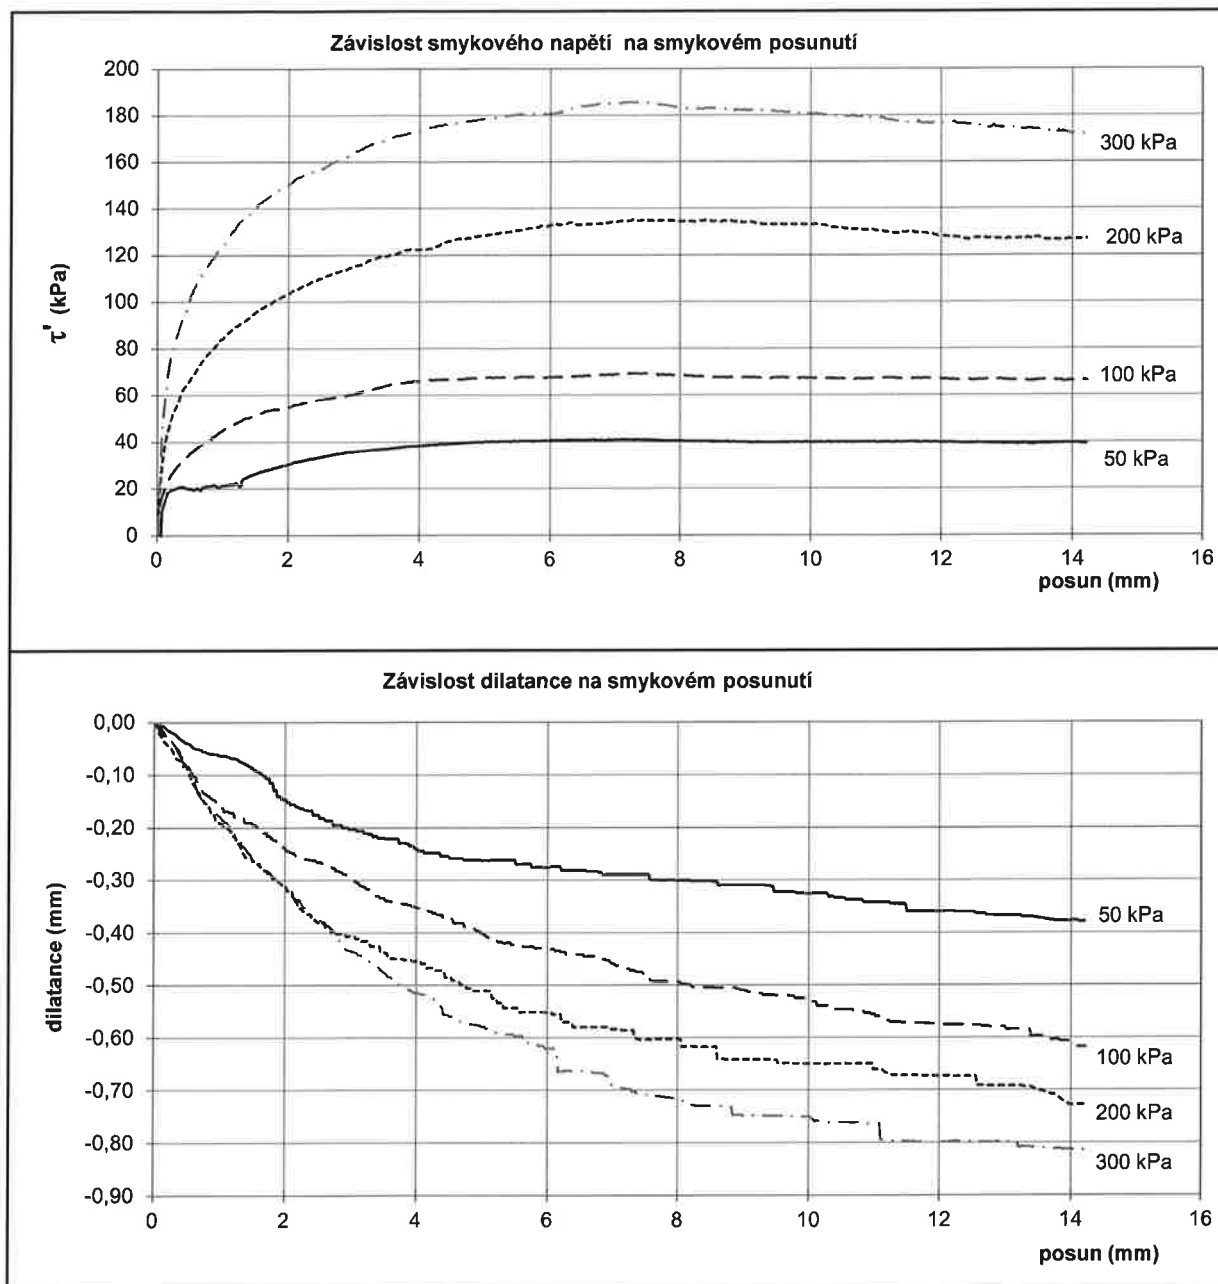 Závislost smykového napětí na smykovém posunutí
200
180
160
140
120
100
80
60
40
20
0
τ' (kPa)
300 kPa
200 kPa
100 kPa
50 kPa
0 2 4 6 8 10 12 14 16
posun (mm)
Závislost dilatance na smykovém posunutí
0,00
-0,10
-0,20
-0,30
-0,40
-0,50
-0,60
-0,70
-0,80
-0,90
dilatance (mm)
50 kPa
100 kPa
200 kPa
300 kPa
0 2 4 6 8 10 12 14 16
posun (mm)